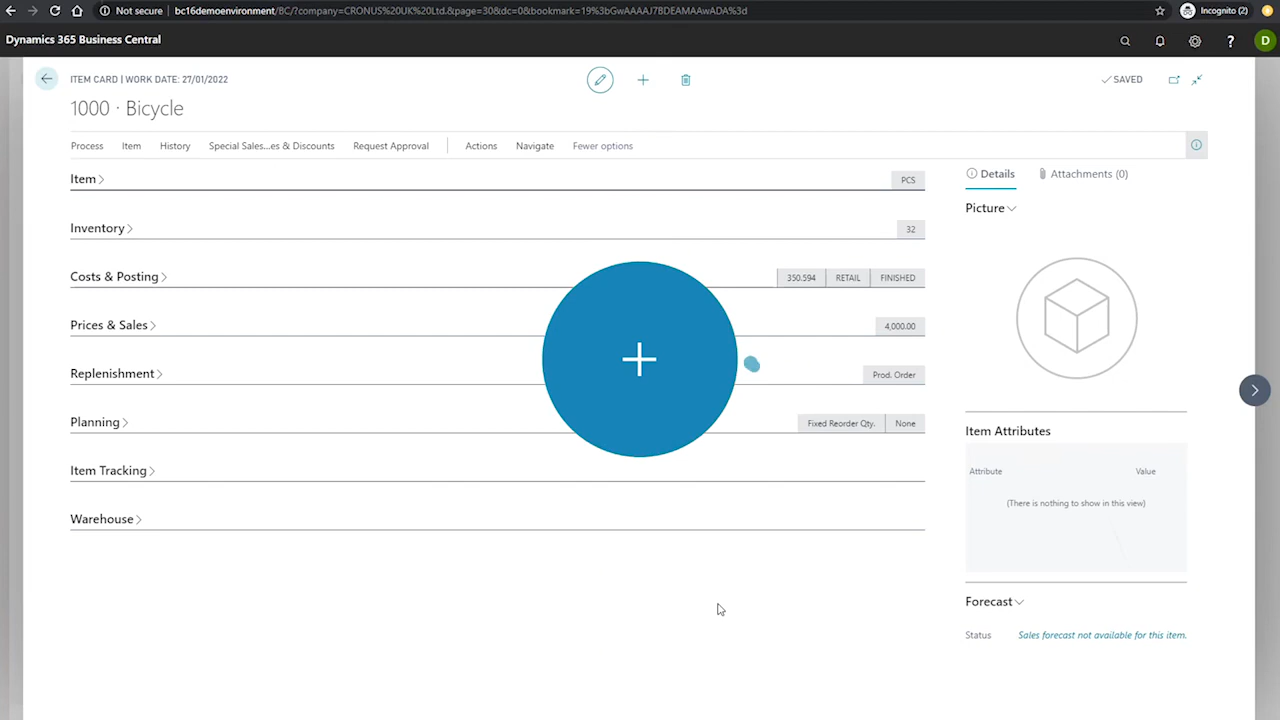 Not secure
bc16demoenvironment/BC/?company=CRONUS%20UK%20Ltd.&page=30&dc=0&bookmark=19%3bGwAAAAJ7BDEAMAAwADA%3d
Incognito (2)
Dynamics 365 Business Central
?
D
ITEM CARD | WORK DATE: 27/01/2022
SAVED
1000 · Bicycle
Process Item History Special Sales...es & Discounts Request Approval Actions Navigate Fewer options
Item
PCS
Inventory
32
Costs & Posting
350.594 RETAIL FINISHED
Prices & Sales
4,000.00
Replenishment
Prod. Order
Planning
Fixed Reorder Qty. None
Item Tracking
Warehouse
Details Attachments (0)
Picture
Item Attributes
Attribute Value
(There is nothing to show in this view)
Forecast
Status Sales forecast not available for this item.